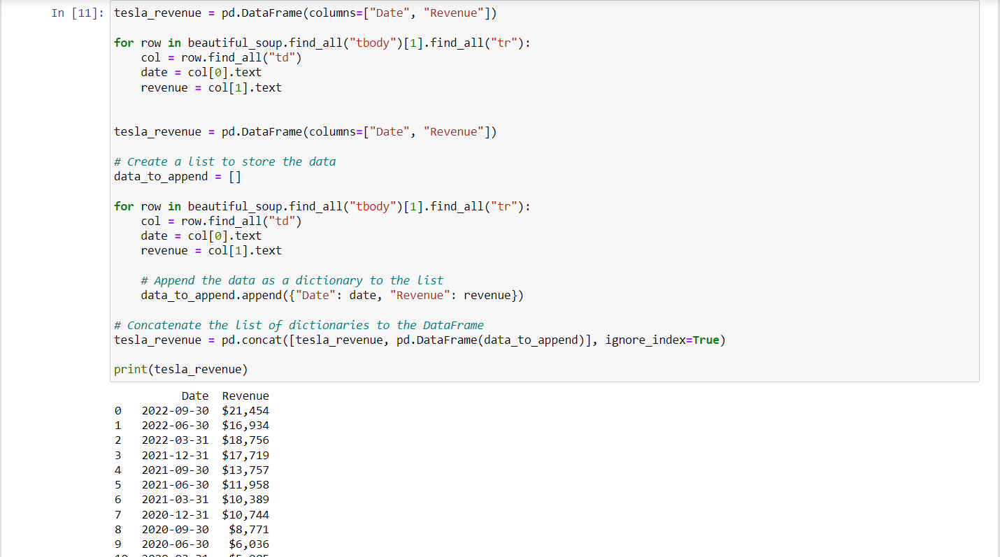 In [11]: tesla_revenue = pd.DataFrame(columns=["Date", "Revenue"])
for row in beautiful_soup.find_all("tbody")[1].find_all("tr"):
    col = row.find_all("td")
    date = col[0].text
    revenue = col[1].text
tesla_revenue = pd.DataFrame(columns=["Date", "Revenue"])
# Create a list to store the data
data_to_append = []
for row in beautiful_soup.find_all("tbody")[1].find_all("tr"):
    col = row.find_all("td")
    date = col[0].text
    revenue = col[1].text
    # Append the data as a dictionary to the list
    data_to_append.append({"Date": date, "Revenue": revenue})
# Concatenate the list of dictionaries to the DataFrame
tesla_revenue = pd.concat([tesla_revenue, pd.DataFrame(data_to_append)], ignore_index=True)
print(tesla_revenue)
Date Revenue
0 2022-09-30 $21,454
1 2022-06-30 $16,934
2 2022-03-31 $18,756
3 2021-12-31 $17,719
4 2021-09-30 $13,757
5 2021-06-30 $11,958
6 2021-03-31 $10,389
7 2020-12-31 $10,744
8 2020-09-30 $8,771
9 2020-06-30 $6,036